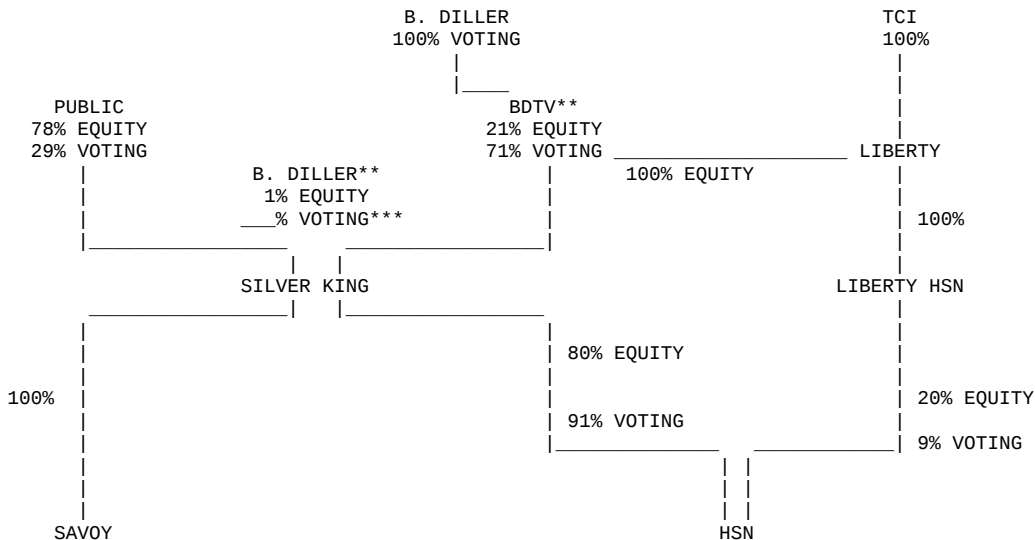 B. DILLER TCI
100% VOTING 100%
PUBLIC BDTV**
78% EQUITY 21% EQUITY
29% VOTING 71% VOTING LIBERTY
B. DILLER** 100% EQUITY
1% EQUITY
___% VOTING*** 100%
SILVER KING LIBERTY HSN
80% EQUITY
100% 20% EQUITY
91% VOTING
9% VOTING
SAVOY HSN